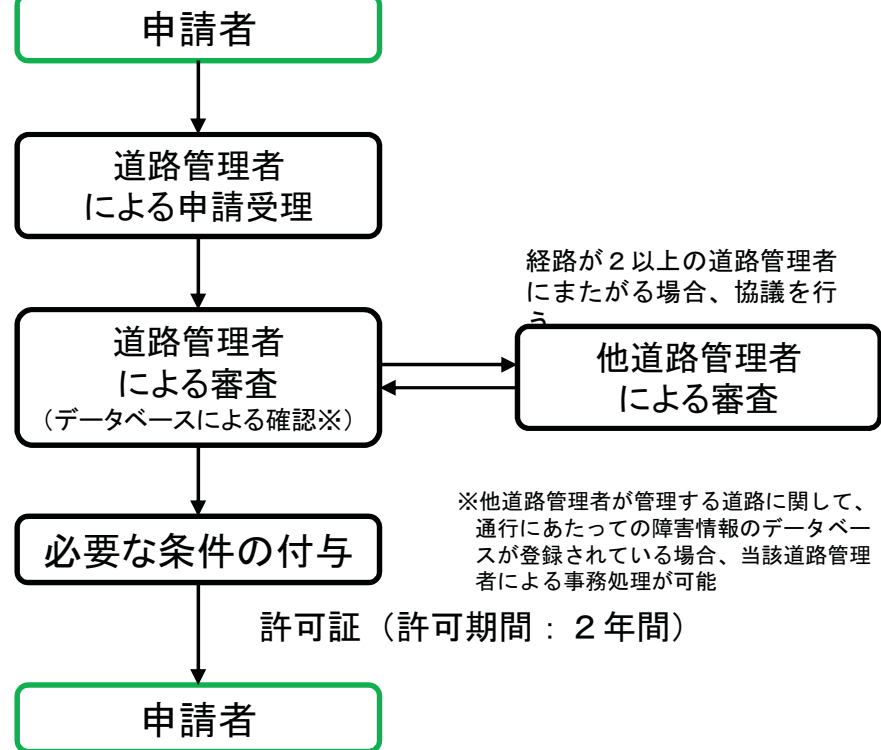 申請者
道路管理者
による申請受理
経路が２以上の道路管理者
にまたがる場合、協議を行
う
道路管理者
による審査
（データベースによる確認※）
他道路管理者
による審査
※他道路管理者が管理する道路に関して、
通行にあたっての障害情報のデータベー
スが登録されている場合、当該道路管理
者による事務処理が可能
必要な条件の付与
許可証（許可期間：２年間）
申請者